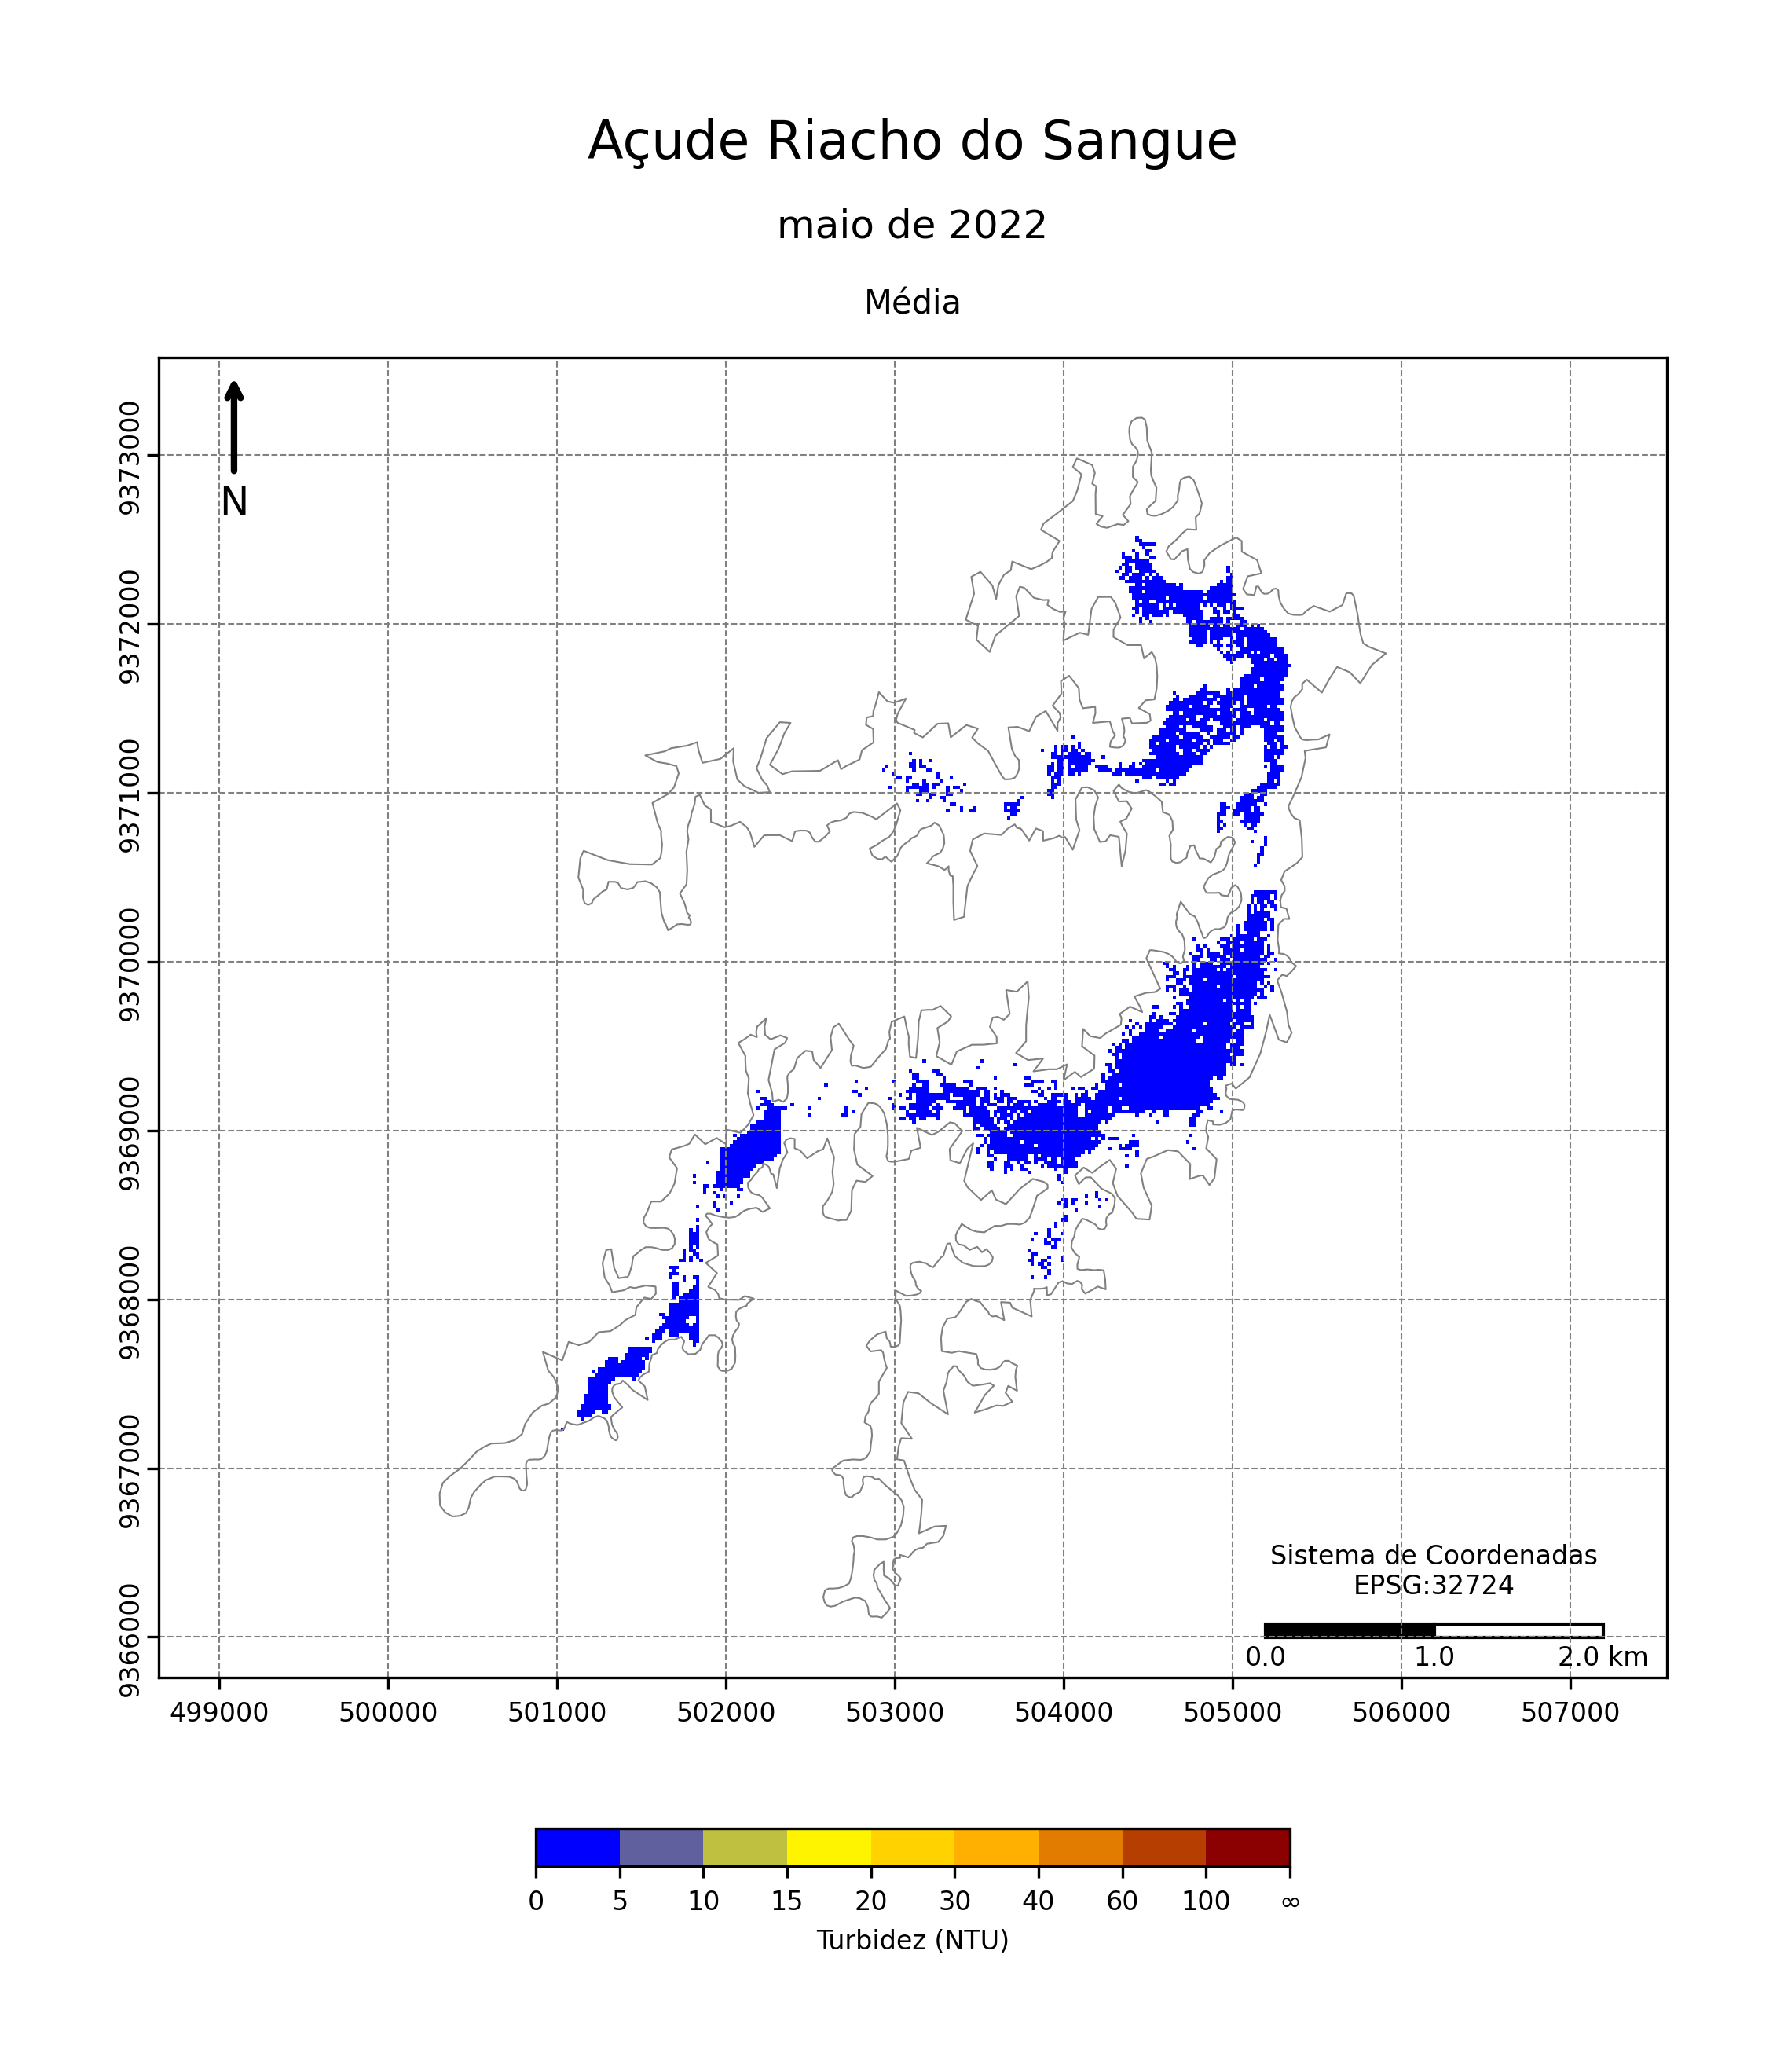 Açude Riacho do Sangue
maio de 2022
Média
N
9373000
9372000
9371000
9370000
9369000
9368000
9367000
9366000
Sistema de Coordenadas
EPSG:32724
0.0 1.0 2.0 km
499000 500000 501000 502000 503000 504000 505000 506000 507000
0 5 10 15 20 30 40 60 100 ∞
Turbidez (NTU)